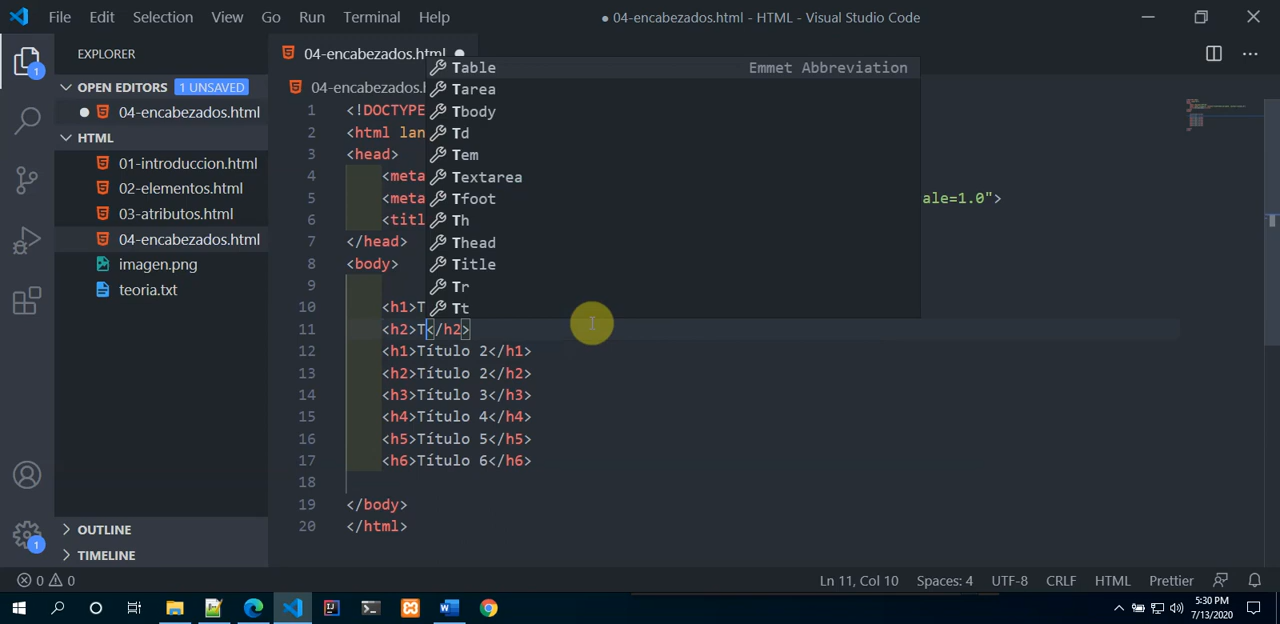 File Edit Selection View Go Run Terminal Help ● 04-encabezados.html - HTML - Visual Studio Code
EXPLORER
OPEN EDITORS 1 UNSAVED
04-encabezados.html
HTML
01-introduccion.html
02-elementos.html
03-atributos.html
04-encabezados.html
imagen.png
teoria.txt
OUTLINE
TIMELINE
1
1
04-encabezados.html
04-encabezados.
Table Emmet Abbreviation
Tarea
Tbody
Td
Tem
Textarea
Tfoot
Th
Thead
Title
Tr
Tt
1 <!DOCTYPE
2 <html lan
3 <head>
4 <meta
5 <meta ale=1.0">
6 <titl
7 </head>
8 <body>
9
10 <h1>T
11 <h2>T</h2>
12 <h1>Título 2</h1>
13 <h2>Título 2</h2>
14 <h3>Título 3</h3>
15 <h4>Título 4</h4>
16 <h5>Título 5</h5>
17 <h6>Título 6</h6>
18
19 </body>
20 </html>
0 0 Ln 11, Col 10 Spaces: 4 UTF-8 CRLF HTML Prettier
5:30 PM
7/13/2020